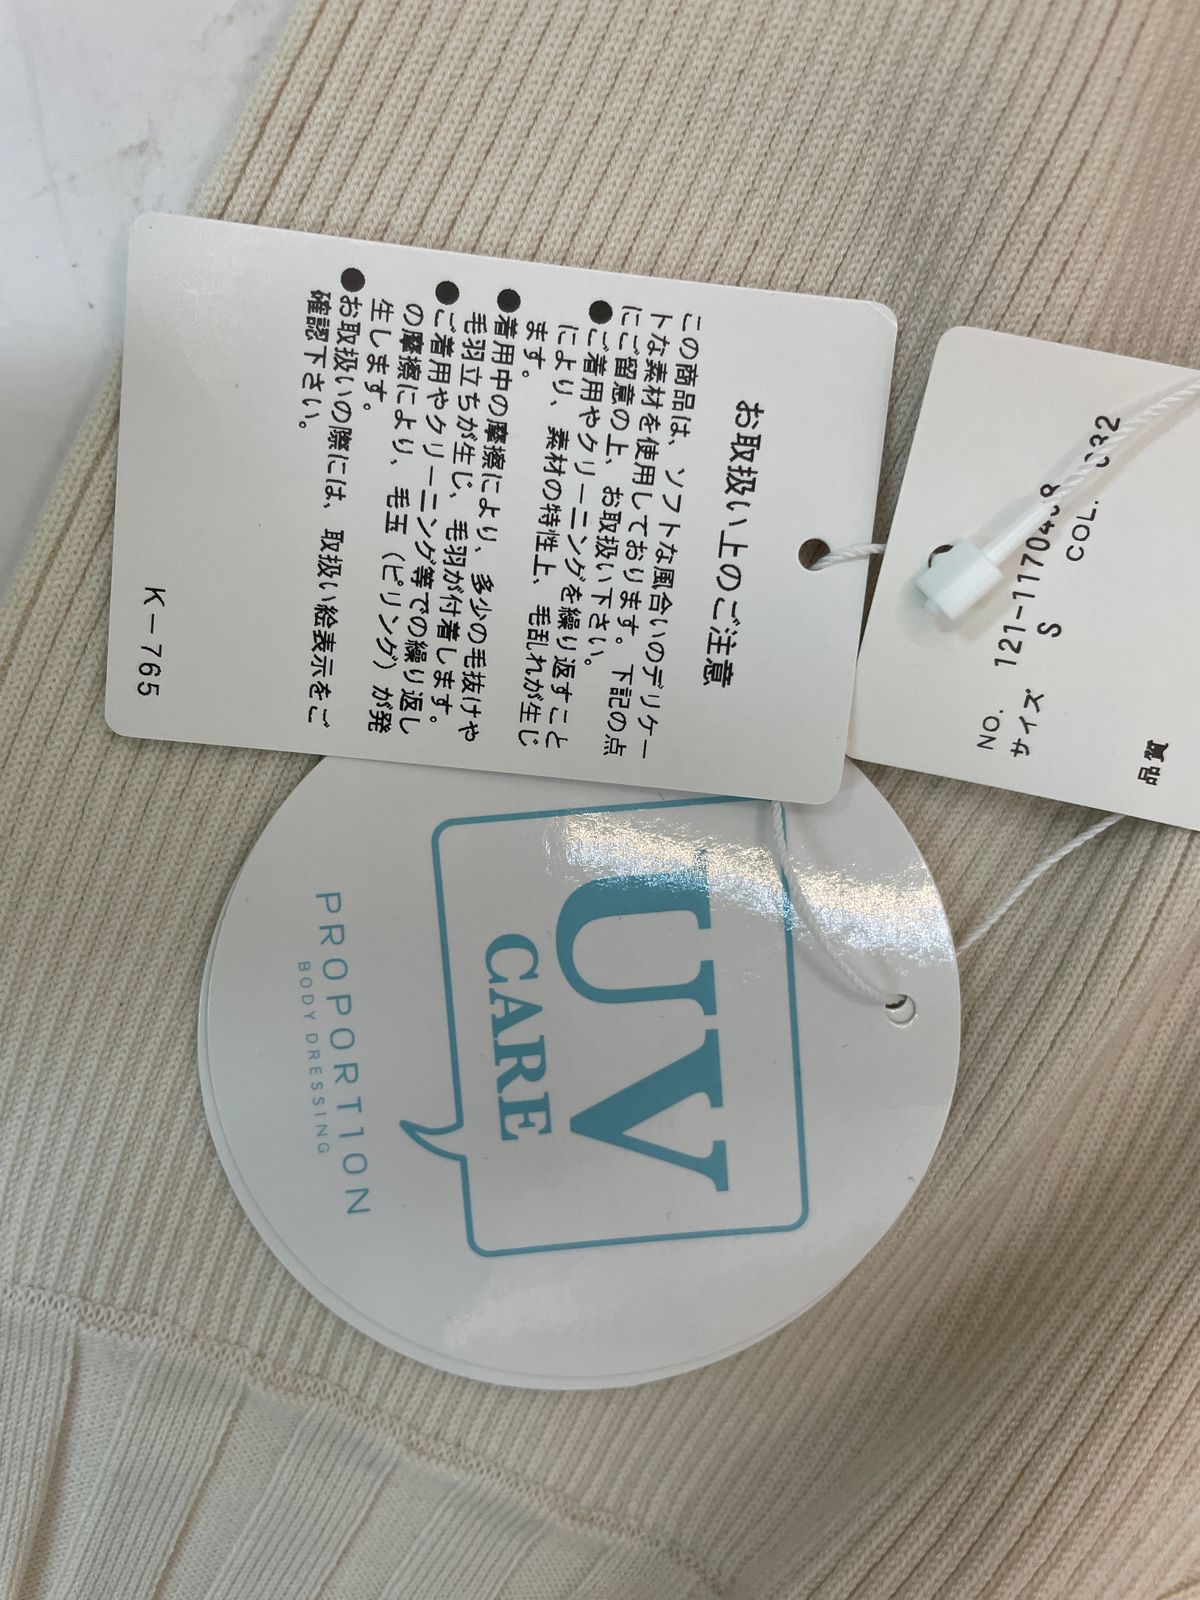 お取扱い上のご注意
この商品は、ソフトな風合いのデリケー
トな素材を使用しております。下記の点
にご留意の上、お取扱い下さい。
●ご着用やクリーニングを繰り返すこと
により、素材の特性上、毛乱れが生じ
ます。
●着用中の摩擦により、多少の毛抜けや
毛羽立ちが生じ、毛羽が付着します。
●ご着用やクリーニング等での繰り返し
の摩擦により、毛玉（ピリング）が発
生します。
●お取扱いの際には、取扱い絵表示をご
確認下さい。
K－765
NO.
サイズ S COL.
品質
UV
CARE
PROPORTION
BODY DRESSING